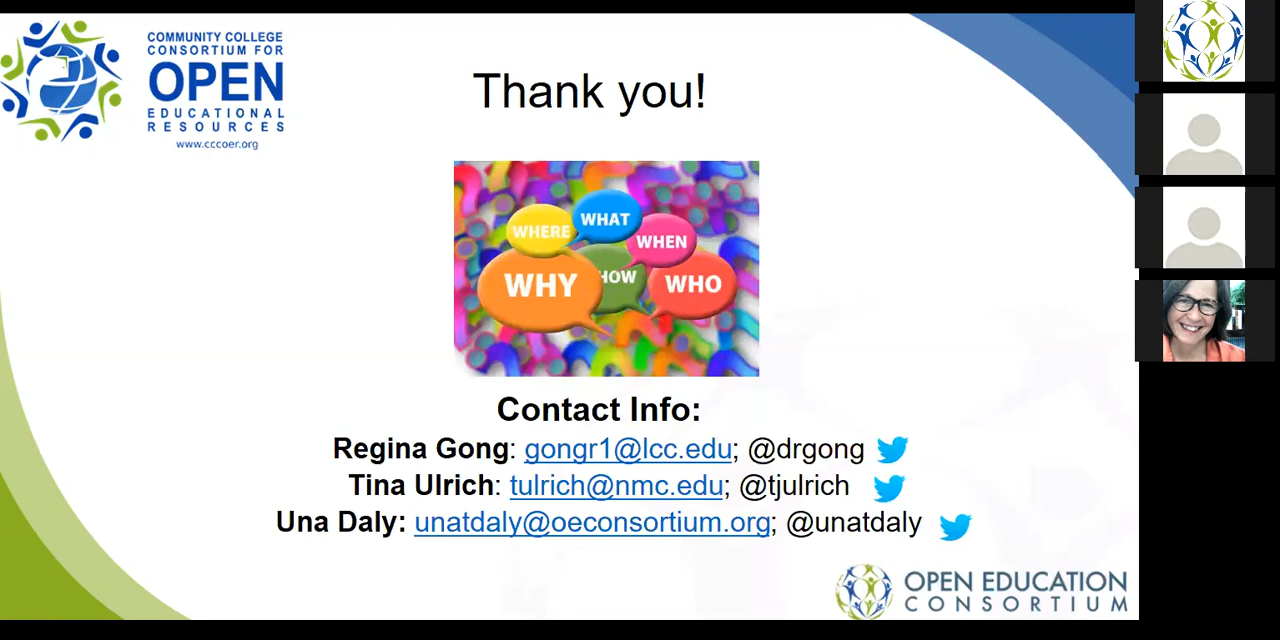 COMMUNITY COLLEGE
CONSORTIUM FOR
OPEN
EDUCATIONAL
RESOURCES
www.cccoer.org
Thank you!
WHERE
WHAT
WHEN
WHY
HOW
WHO
Contact Info:
Regina Gong: gongr1@lcc.edu; @drgong
Tina Ulrich: tulrich@nmc.edu; @tjulrich
Una Daly: unatdaly@oeconsortium.org; @unatdaly
OPEN EDUCATION
CONSORTIUM